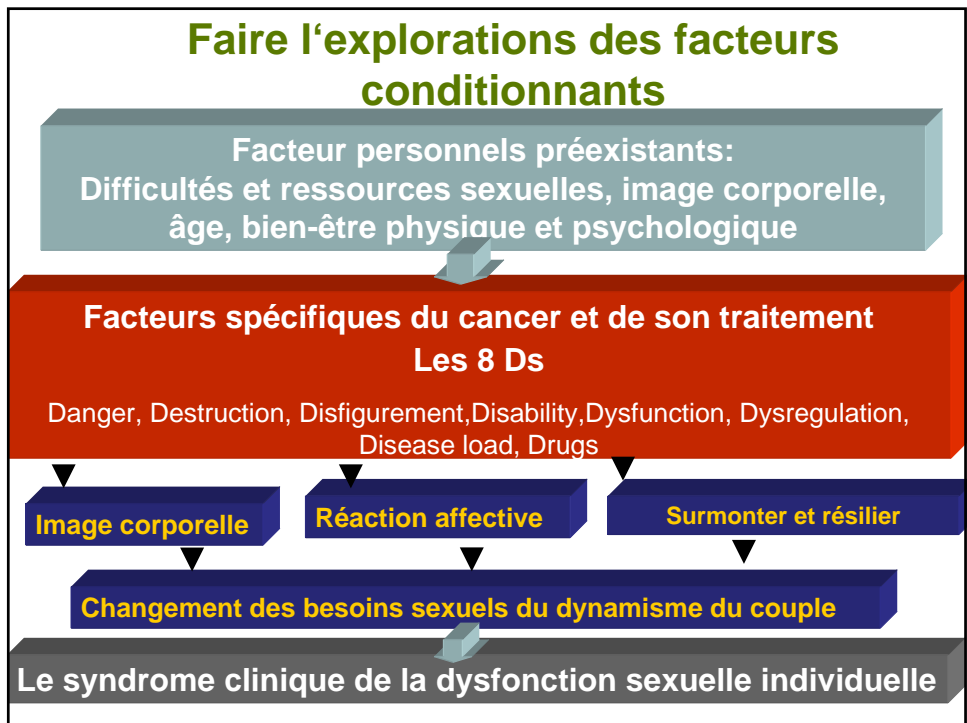 Faire l‘explorations des facteurs
conditionnants
Facteur personnels préexistants:
Difficultés et ressources sexuelles, image corporelle,
âge, bien-être physique et psychologique
Facteurs spécifiques du cancer et de son traitement
Les 8 Ds
Danger, Destruction, Disfigurement,Disability,Dysfunction, Dysregulation,
Disease load, Drugs
Image corporelle
Réaction affective
Surmonter et résilier
Changement des besoins sexuels du dynamisme du couple
Le syndrome clinique de la dysfonction sexuelle individuelle